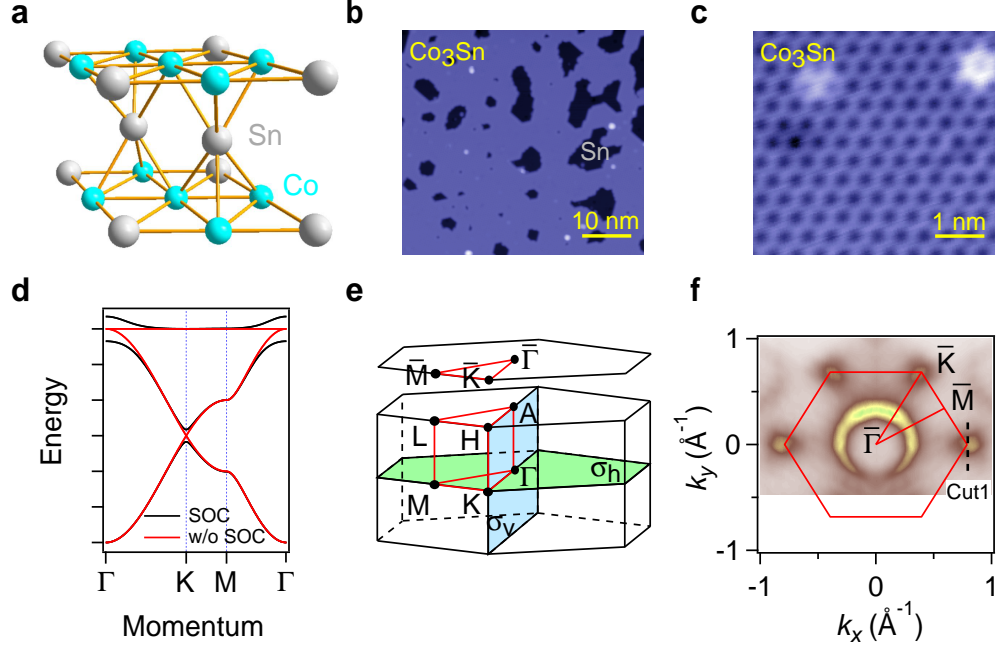 a
Sn
Co
b
Co3Sn
Sn
10 nm
c
Co3Sn
1 nm
d
Energy
SOC
w/o SOC
Γ K M Γ
Momentum
e
Γ̅
M̅ K̅
A
L H
Γ
σh
M K
σv
f
1
0
-1
ky (Å-1)
K̅
M̅
Γ̅
Cut1
-1 0 1
kx (Å-1)